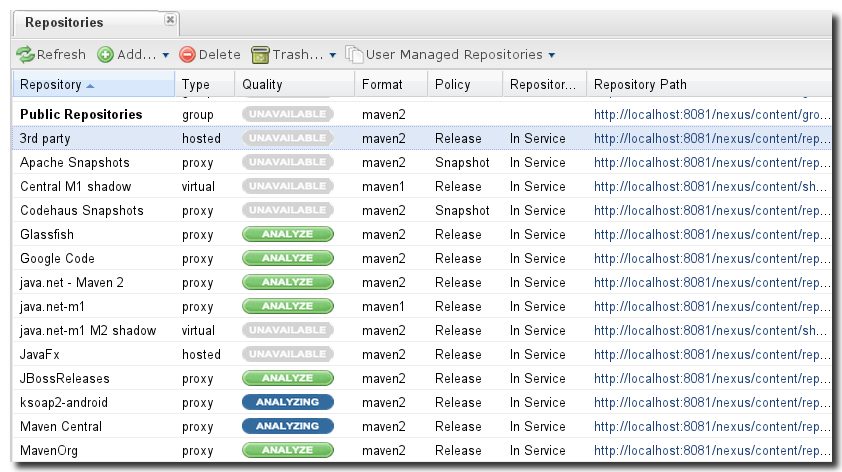 Repositories
Refresh Add... Delete Trash... User Managed Repositories
Repository Type Quality Format Policy Repositor... Repository Path
Public Repositories group UNAVAILABLE maven2 http://localhost:8081/nexus/content/gro...
3rd party hosted UNAVAILABLE maven2 Release In Service http://localhost:8081/nexus/content/rep...
Apache Snapshots proxy UNAVAILABLE maven2 Snapshot In Service http://localhost:8081/nexus/content/rep...
Central M1 shadow virtual UNAVAILABLE maven1 Release In Service http://localhost:8081/nexus/content/sh...
Codehaus Snapshots proxy UNAVAILABLE maven2 Snapshot In Service http://localhost:8081/nexus/content/rep...
Glassfish proxy ANALYZE maven2 Release In Service http://localhost:8081/nexus/content/rep...
Google Code proxy ANALYZE maven2 Release In Service http://localhost:8081/nexus/content/rep...
java.net - Maven 2 proxy ANALYZE maven2 Release In Service http://localhost:8081/nexus/content/rep...
java.net-m1 proxy ANALYZE maven1 Release In Service http://localhost:8081/nexus/content/rep...
java.net-m1 M2 shadow virtual UNAVAILABLE maven2 Release In Service http://localhost:8081/nexus/content/sh...
JavaFx hosted UNAVAILABLE maven2 Release In Service http://localhost:8081/nexus/content/rep...
JBossReleases proxy ANALYZE maven2 Release In Service http://localhost:8081/nexus/content/rep...
ksoap2-android proxy ANALYZING maven2 Release In Service http://localhost:8081/nexus/content/rep...
Maven Central proxy ANALYZING maven2 Release In Service http://localhost:8081/nexus/content/rep...
MavenOrg proxy ANALYZE maven2 Release In Service http://localhost:8081/nexus/content/rep...